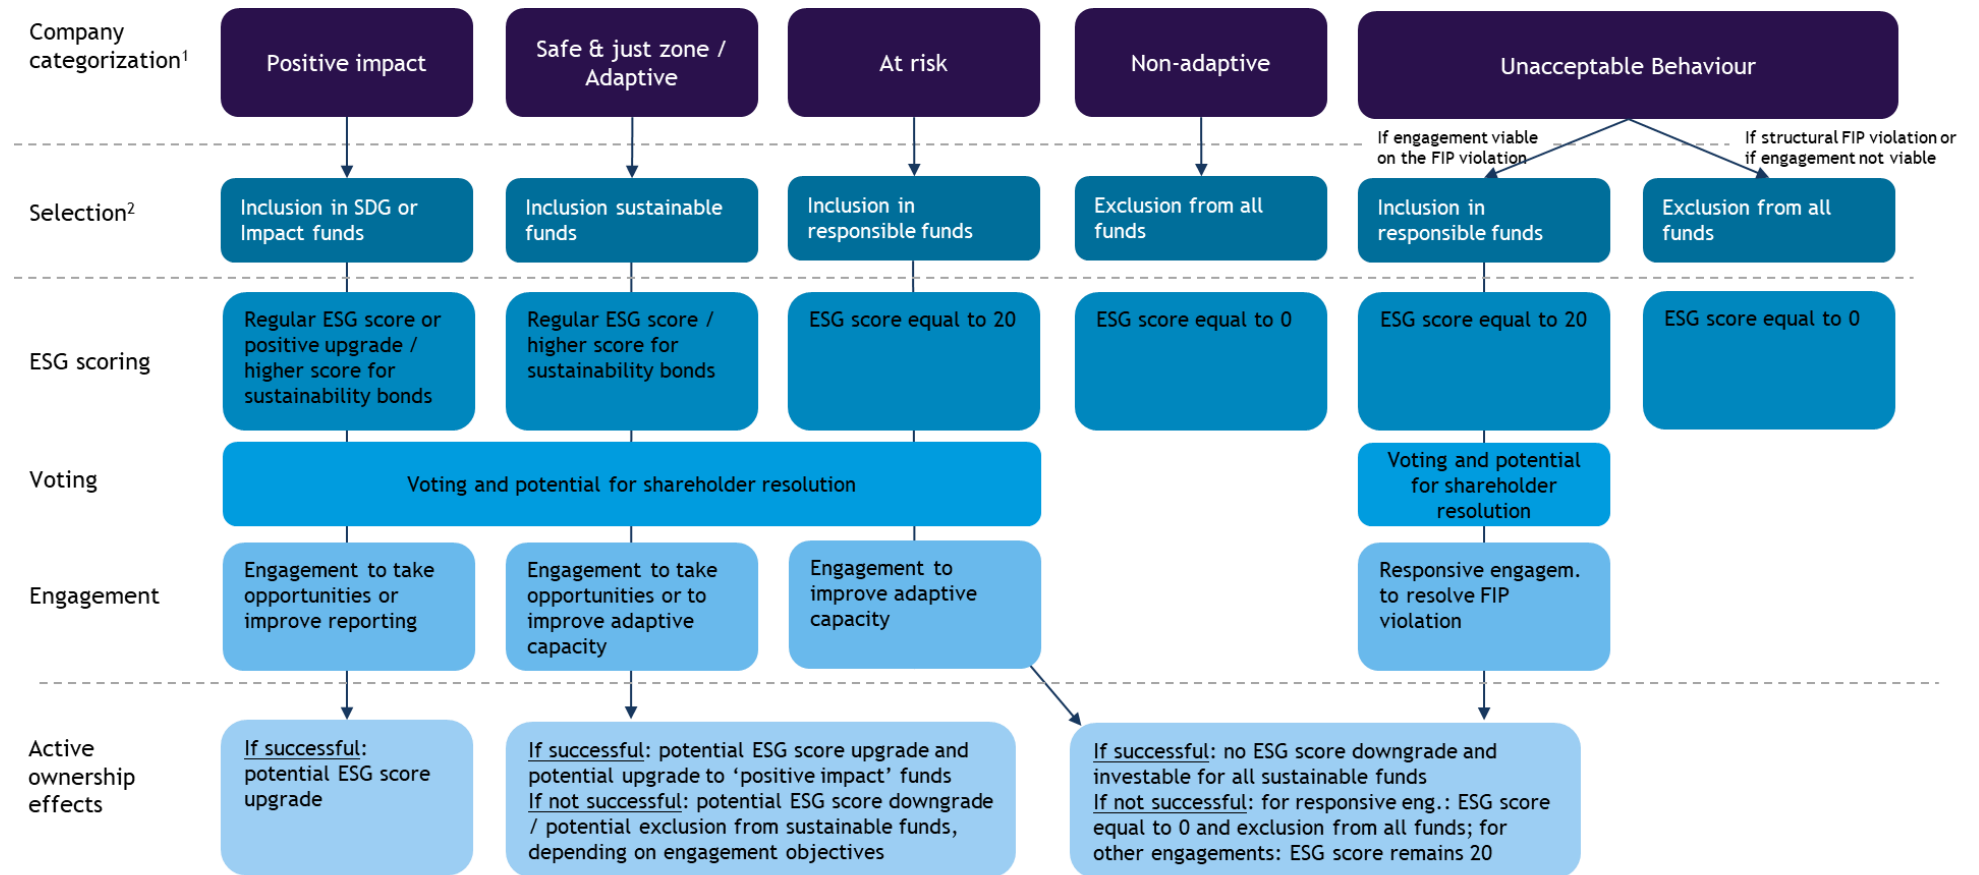 Company
categorization1
Positive impact
Safe & just zone /
Adaptive
At risk
Non-adaptive
Unacceptable Behaviour
If engagement viable
on the FIP violation
If structural FIP violation or
if engagement not viable
Selection2
Inclusion in SDG or
Impact funds
Inclusion sustainable
funds
Inclusion in
responsible funds
Exclusion from all
funds
Inclusion in
responsible funds
Exclusion from all
funds
ESG scoring
Regular ESG score or
positive upgrade /
higher score for
sustainability bonds
Regular ESG score /
higher score for
sustainability bonds
ESG score equal to 20
ESG score equal to 0
ESG score equal to 20
ESG score equal to 0
Voting
Voting and potential for shareholder resolution
Voting and potential
for shareholder
resolution
Engagement
Engagement to take
opportunities or
improve reporting
Engagement to take
opportunities or to
improve adaptive
capacity
Engagement to
improve adaptive
capacity
Responsive engagem.
to resolve FIP
violation
Active
ownership
effects
If successful:
potential ESG score
upgrade
If successful: potential ESG score upgrade and
potential upgrade to ‘positive impact’ funds
If not successful: potential ESG score downgrade
/ potential exclusion from sustainable funds,
depending on engagement objectives
If successful: no ESG score downgrade and
investable for all sustainable funds
If not successful: for responsive eng.: ESG score
equal to 0 and exclusion from all funds; for
other engagements: ESG score remains 20